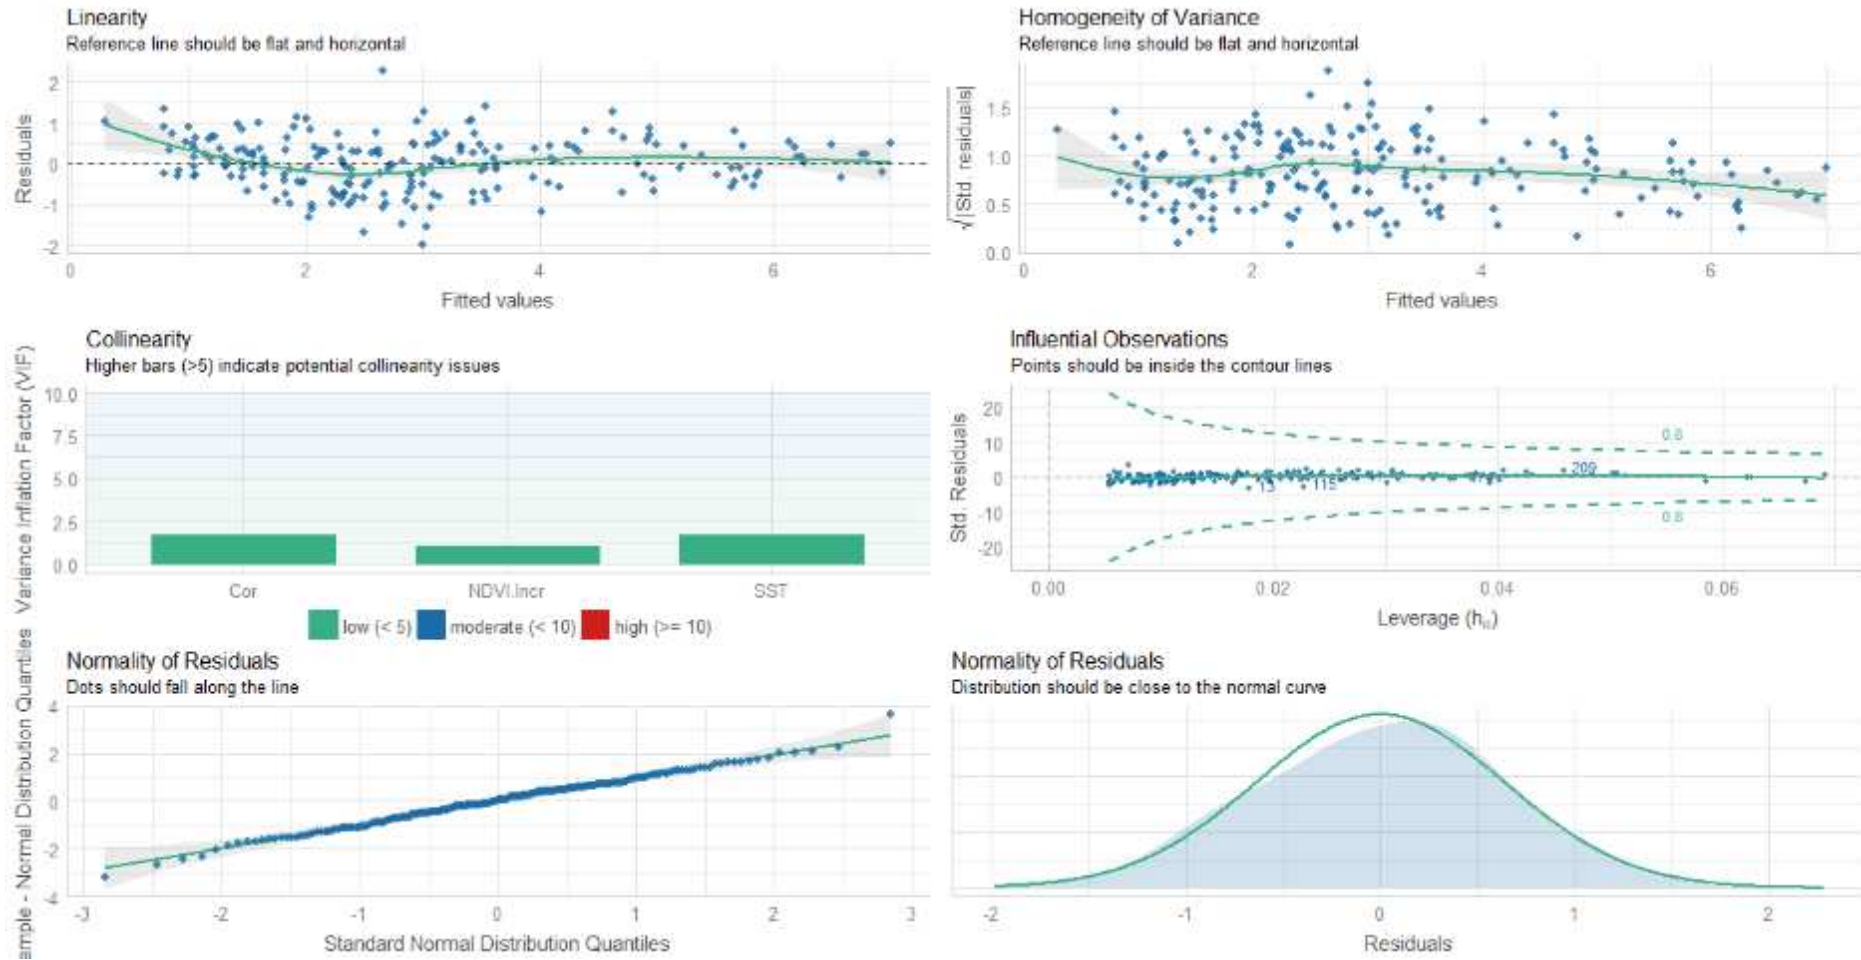 Linearity
Reference line should be flat and horizontal
Residuals
2
1
0
-1
-2
0 2 4 6
Fitted values
Homogeneity of Variance
Reference line should be flat and horizontal
√|Std. residuals|
1.5
1.0
0.5
0.0
0 2 4 6
Fitted values
Collinearity
Higher bars (>5) indicate potential collinearity issues
Variance Inflation Factor (VIF)
10.0
7.5
5.0
2.5
0.0
Cor NDVI.Incr SST
low (< 5) moderate (< 10) high (>= 10)
Influential Observations
Points should be inside the contour lines
Std. Residuals
20
10
0
-10
-20
0.8
209
13
115
0.8
0.00 0.02 0.04 0.06
Leverage (hᵢᵢ)
Normality of Residuals
Dots should fall along the line
ample - Normal Distribution Quantiles
4
2
0
-2
-4
-3 -2 -1 0 1 2 3
Standard Normal Distribution Quantiles
Normality of Residuals
Distribution should be close to the normal curve
-2 -1 0 1 2
Residuals